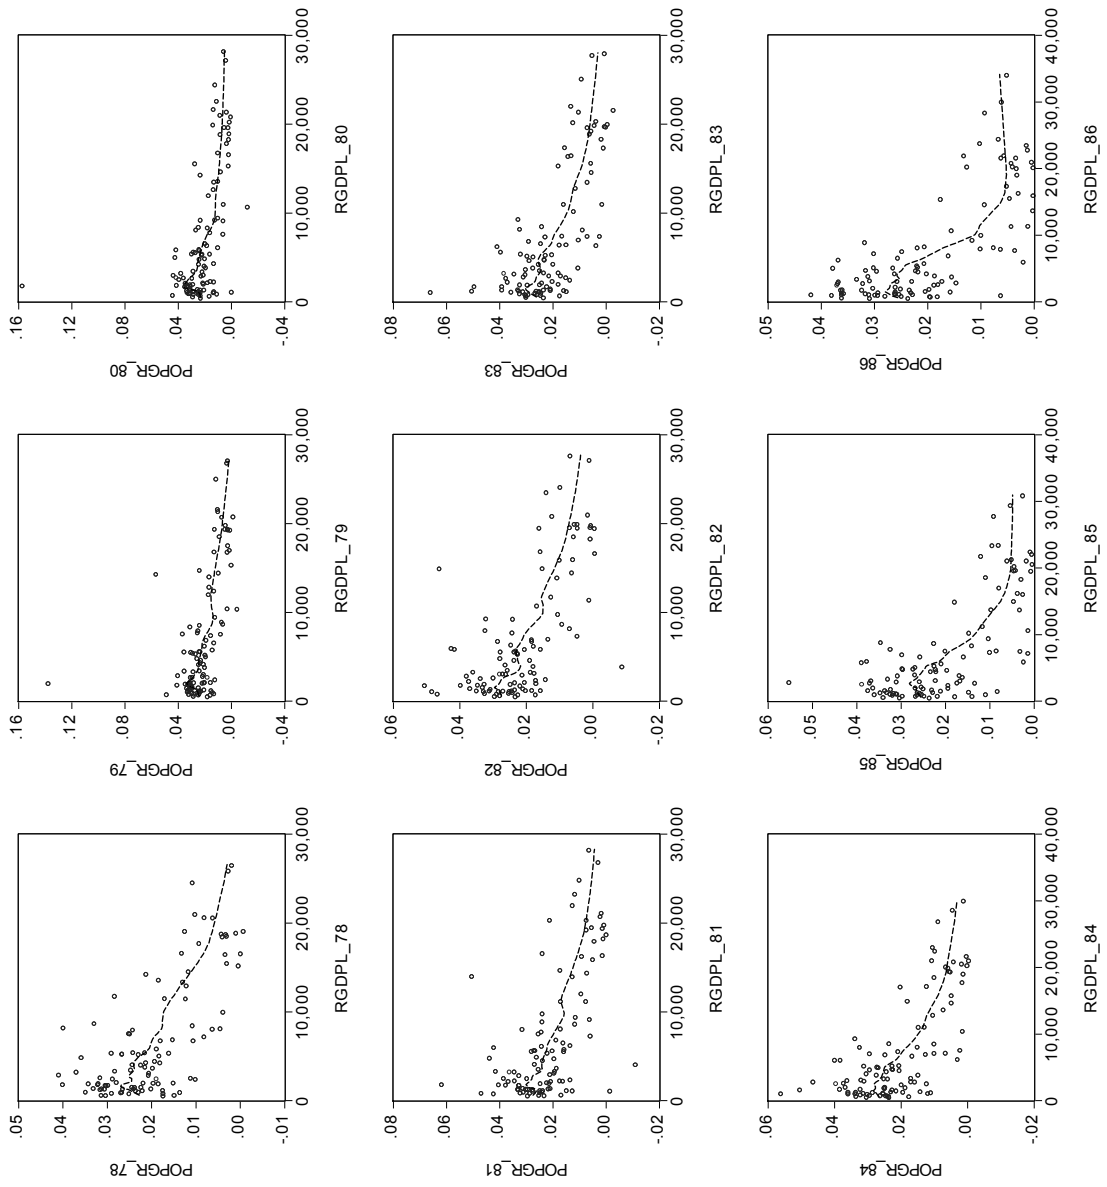 POPGR_78
.05
.04
.03
.02
.01
.00
-.01
0 10,000 20,000 30,000
RGDPL_78
POPGR_79
.16
.12
.08
.04
.00
-.04
0 10,000 20,000 30,000
RGDPL_79
POPGR_80
.16
.12
.08
.04
.00
-.04
0 10,000 20,000 30,000
RGDPL_80
POPGR_81
.08
.06
.04
.02
.00
-.02
0 10,000 20,000 30,000
RGDPL_81
POPGR_82
.06
.04
.02
.00
-.02
0 10,000 20,000 30,000
RGDPL_82
POPGR_83
.08
.06
.04
.02
.00
-.02
0 10,000 20,000 30,000
RGDPL_83
POPGR_84
.06
.04
.02
.00
-.02
0 10,000 20,000 30,000 40,000
RGDPL_84
POPGR_85
.06
.05
.04
.03
.02
.01
.00
0 10,000 20,000 30,000 40,000
RGDPL_85
POPGR_86
.05
.04
.03
.02
.01
.00
0 10,000 20,000 30,000 40,000
RGDPL_86